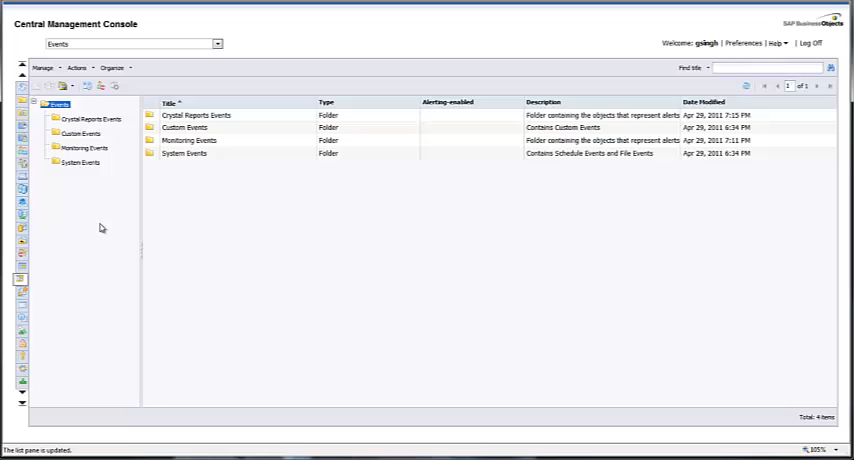 Central Management Console
SAP BusinessObjects
Events
Welcome: gsingh | Preferences | Help | Log Off
Manage Actions Organize
Find title
1 of 1
Events
Crystal Reports Events
Custom Events
Monitoring Events
System Events
Title Type Alerting-enabled Description Date Modified
Crystal Reports Events Folder Folder containing the objects that represent alerts Apr 29, 2011 7:15 PM
Custom Events Folder Contains Custom Events Apr 29, 2011 6:34 PM
Monitoring Events Folder Folder containing the objects that represent alerts Apr 29, 2011 7:11 PM
System Events Folder Contains Schedule Events and File Events Apr 29, 2011 6:34 PM
Total: 4 items
The list pane is updated.
105%